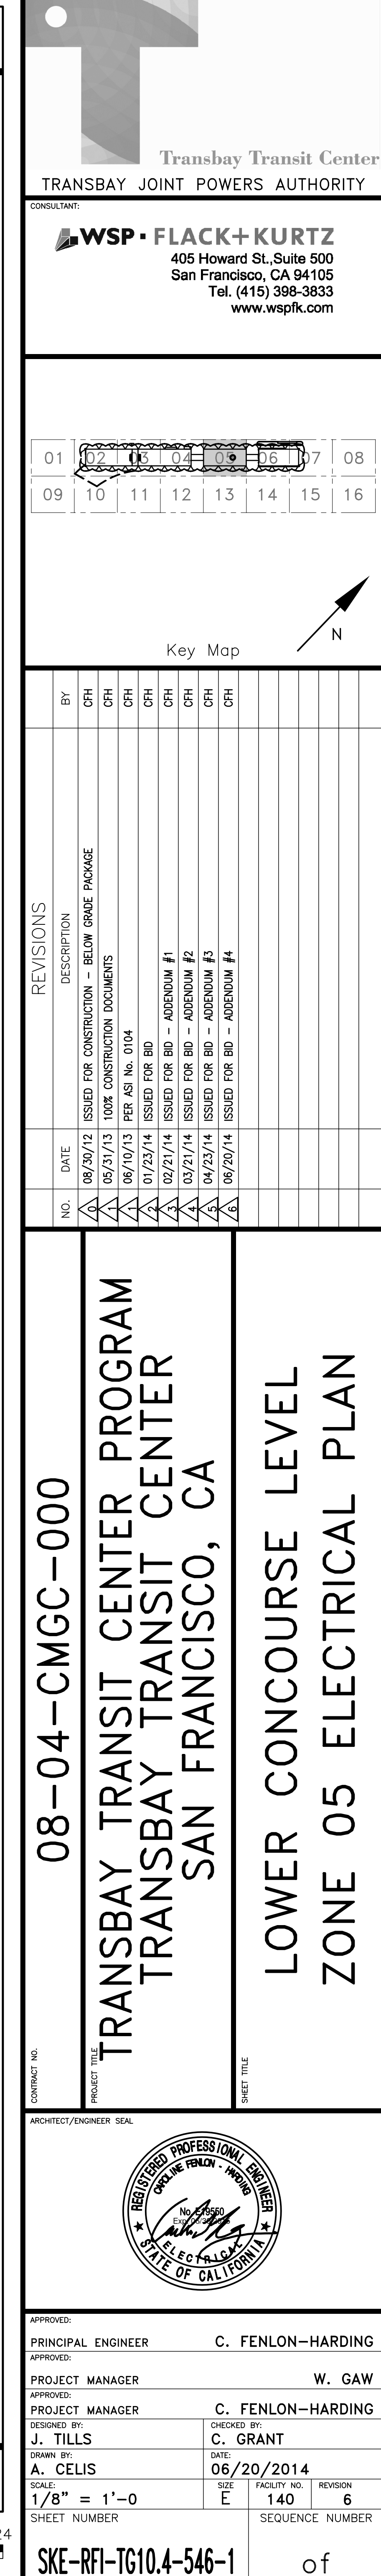 Transbay Transit Center
TRANSBAY JOINT POWERS AUTHORITY
CONSULTANT:
WSP · FLACK+KURTZ
405 Howard St.,Suite 500
San Francisco, CA 94105
Tel. (415) 398-3833
www.wspfk.com
01 02 03 04 05 06 07 08
09 10 11 12 13 14 15 16
N
Key Map
REVISIONS
NO. DATE DESCRIPTION BY
0 08/30/12 ISSUED FOR CONSTRUCTION - BELOW GRADE PACKAGE CFH
1 05/31/13 100% CONSTRUCTION DOCUMENTS CFH
1 06/10/13 PER ASI No. 0104 CFH
2 01/23/14 ISSUED FOR BID CFH
3 02/21/14 ISSUED FOR BID - ADDENDUM #1 CFH
4 03/21/14 ISSUED FOR BID - ADDENDUM #2 CFH
5 04/23/14 ISSUED FOR BID - ADDENDUM #3 CFH
6 06/20/14 ISSUED FOR BID - ADDENDUM #4 CFH
CONTRACT NO.
08-04-CMGC-000
PROJECT TITLE
TRANSBAY TRANSIT CENTER PROGRAM
TRANSBAY TRANSIT CENTER
SAN FRANCISCO, CA
SHEET TITLE
LOWER CONCOURSE LEVEL
ZONE 05 ELECTRICAL PLAN
ARCHITECT/ENGINEER SEAL
REGISTERED PROFESSIONAL ENGINEER
CAROLINE FENLON - HARDING
No. E19550
Exp.
ELECTRICAL
STATE OF CALIFORNIA
APPROVED:
PRINCIPAL ENGINEER C. FENLON-HARDING
APPROVED:
PROJECT MANAGER W. GAW
APPROVED:
PROJECT MANAGER C. FENLON-HARDING
DESIGNED BY: CHECKED BY:
J. TILLS C. GRANT
DRAWN BY: DATE:
A. CELIS 06/20/2014
SCALE: SIZE FACILITY NO. REVISION
1/8" = 1'-0 E 140 6
SHEET NUMBER SEQUENCE NUMBER
SKE-RFI-TG10.4-546-1 of